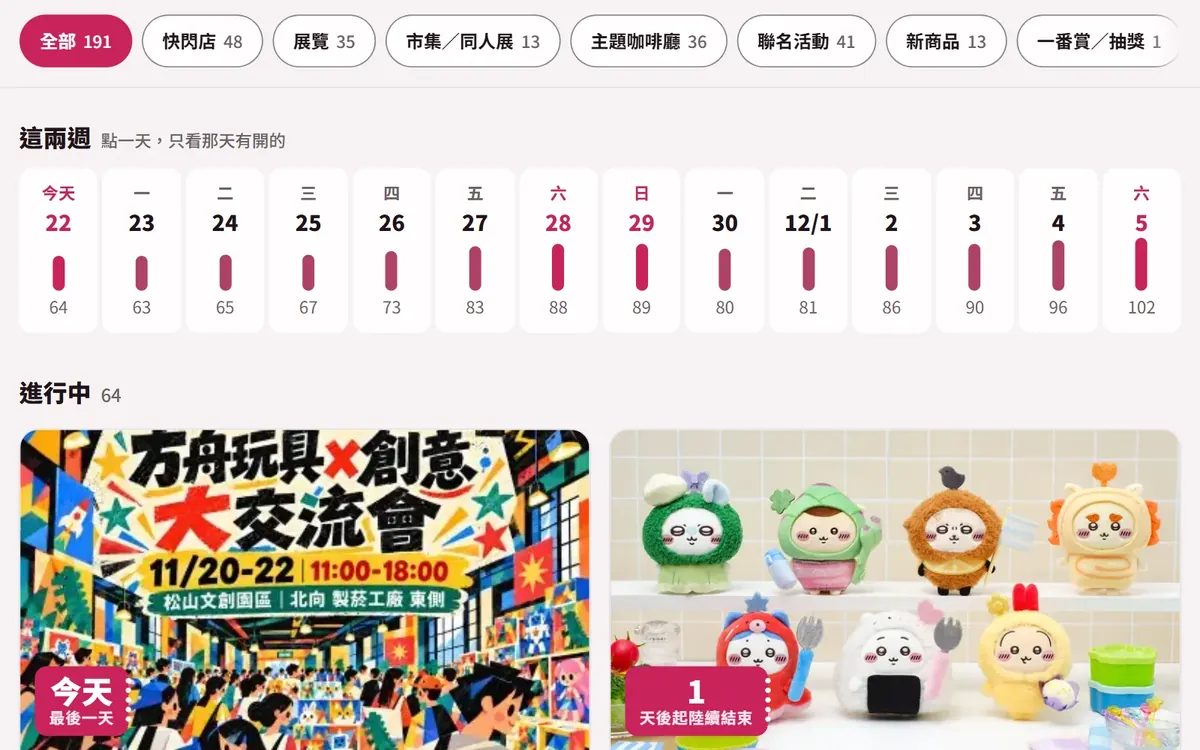 全部 191
快閃店 48
展覽 35
市集／同人展 13
主題咖啡廳 36
聯名活動 41
新商品 13
一番賞／抽獎 1
這兩週 點一天，只看那天有開的
今天 一 二 三 四 五 六 日 一 二 三 四 五 六
22 23 24 25 26 27 28 29 30 12/1 2 3 4 5
64 63 65 67 73 83 88 89 80 81 86 90 96 102
進行中 64
方舟玩具X創意
大交流會
11/20-22 | 11:00-18:00
松山文創園區 | 北向 製菸工廠 東側
今天
最後一天
1
天後起陸續結束